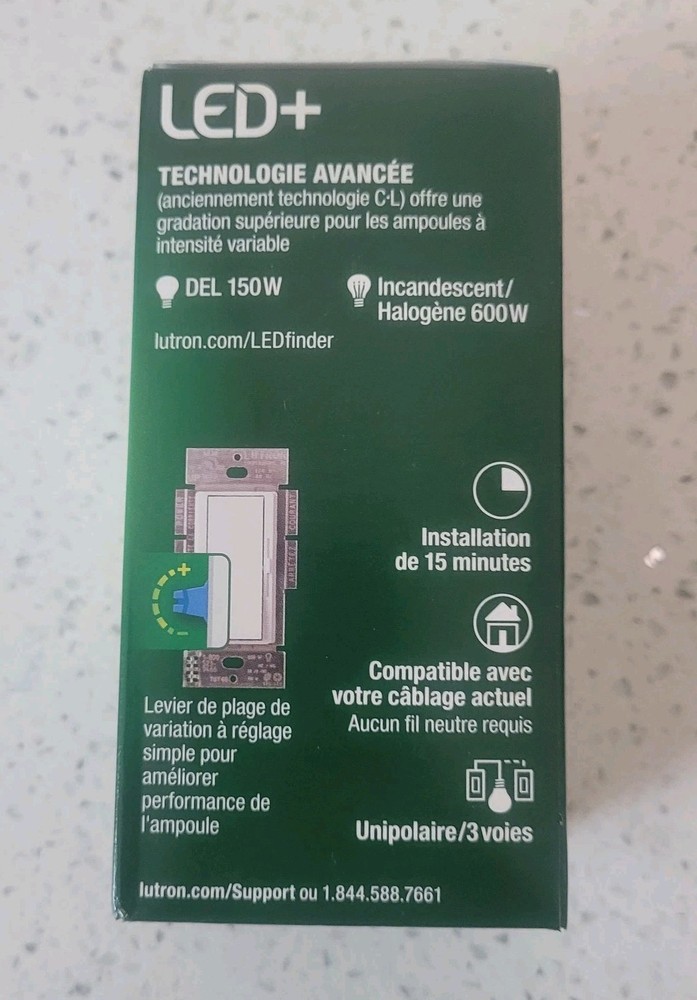 LED+
TECHNOLOGIE AVANCÉE
(anciennement technologie C•L) offre une
gradation supérieure pour les ampoules à
intensité variable
DEL 150W
Incandescent/
Halogène 600W
lutron.com/LEDfinder
Installation
de 15 minutes
Compatible avec
votre câblage actuel
Aucun fil neutre requis
Levier de plage de
variation à réglage
simple pour
améliorer
performance de
l'ampoule
Unipolaire/3 voies
lutron.com/Support ou 1.844.588.7661